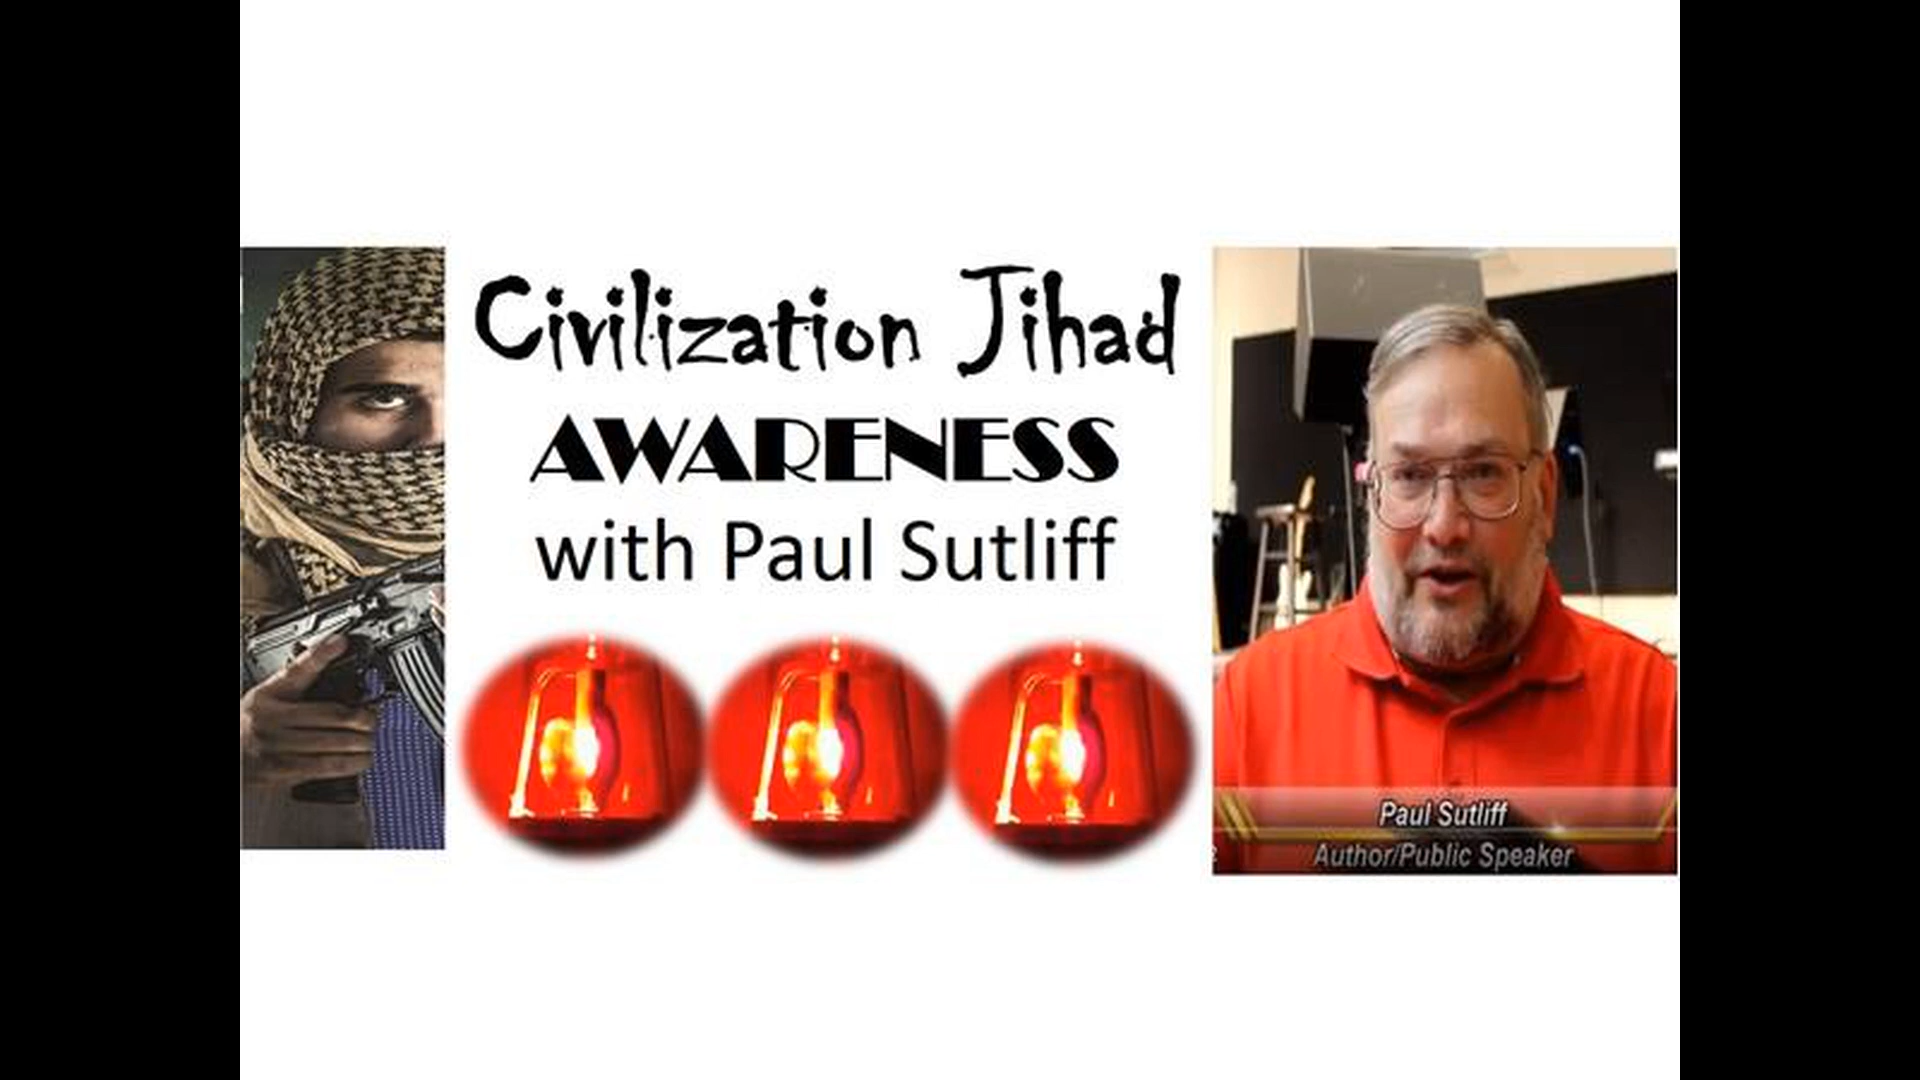 Civilization Jihad
AWARENESS
with Paul Sutliff
Paul Sutliff
Author/Public Speaker